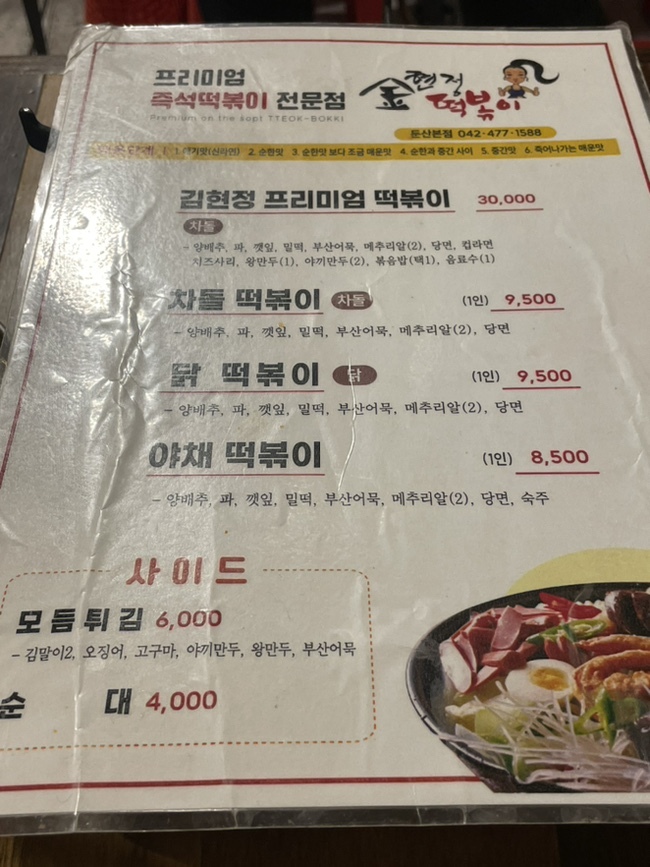 프리미엄
즉석떡볶이 전문점
Premium on the sopt TTEOK-BOKKI
金현정
떡볶이
둔산본점 042·477·1588
1.애기맛(신라면) 2. 순한맛 3. 순한맛 보다 조금 매운맛 4. 순한과 중간 사이 5. 중간맛 6. 죽어나가는 매운맛
김현정 프리미엄 떡볶이 30,000
차돌
- 양배추, 파, 깻잎, 밀떡, 부산어묵, 메추리알(2), 당면, 컵라면
치즈사리, 왕만두(1), 야끼만두(2), 볶음밥(택1), 음료수(1)
차돌 떡볶이 차돌 (1인) 9,500
- 양배추, 파, 깻잎, 밀떡, 부산어묵, 메추리알(2), 당면
닭 떡볶이 닭 (1인) 9,500
- 양배추, 파, 깻잎, 밀떡, 부산어묵, 메추리알(2), 당면
야채 떡볶이 (1인) 8,500
- 양배추, 파, 깻잎, 밀떡, 부산어묵, 메추리알(2), 당면, 숙주
사이드
모듬튀김 6,000
- 김말이2, 오징어, 고구마, 야끼만두, 왕만두, 부산어묵
순 대 4,000